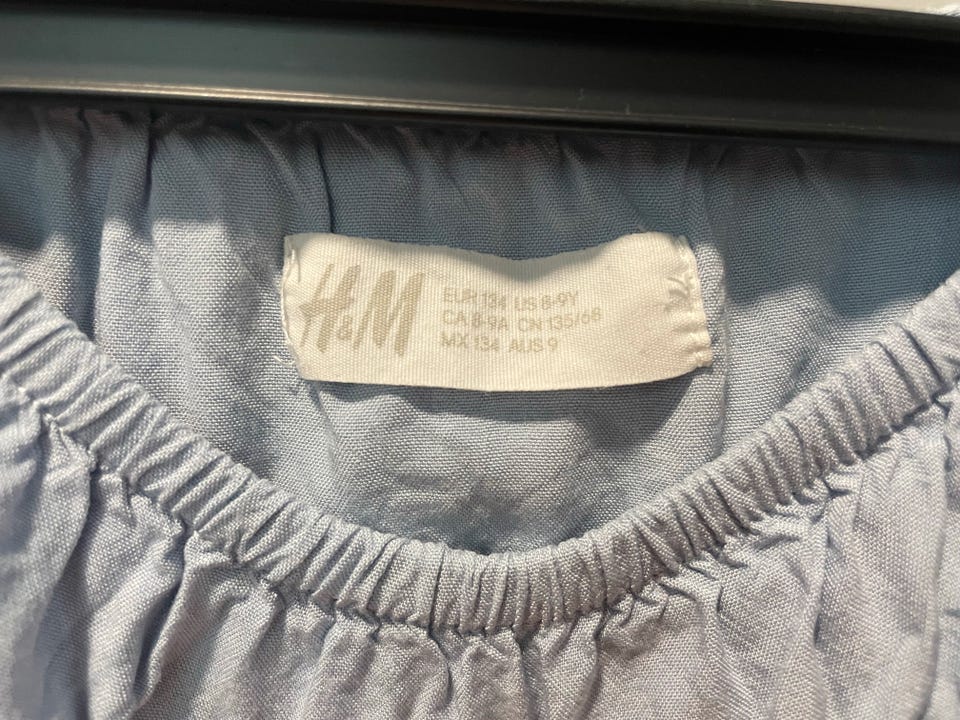 H&M
EUR 134 US 8-9Y
CA 8-9A CN 135/68
MX 134 AUS 9